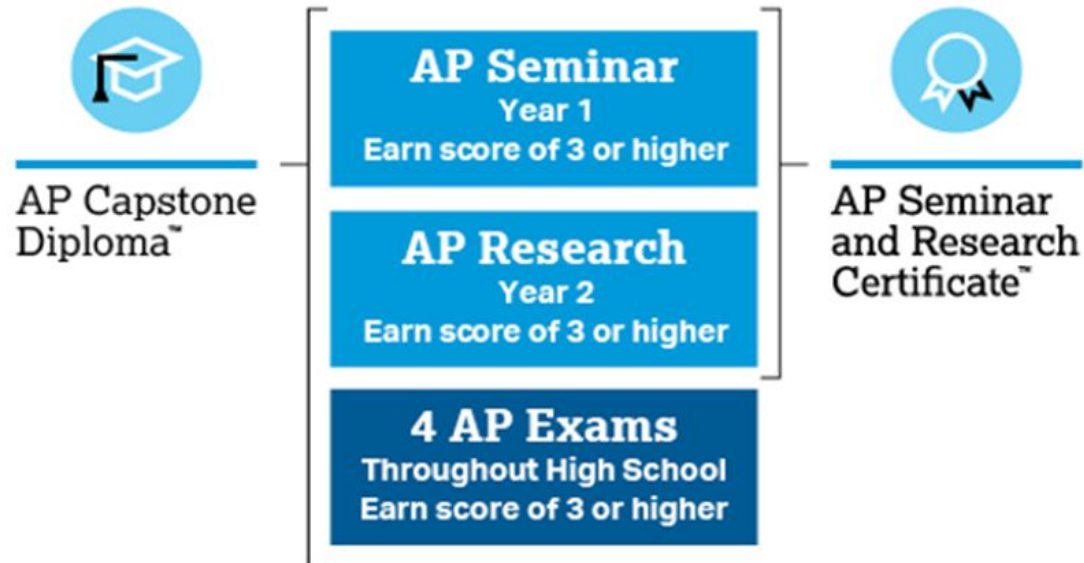 AP Capstone
Diploma™
AP Seminar
Year 1
Earn score of 3 or higher
AP Research
Year 2
Earn score of 3 or higher
4 AP Exams
Throughout High School
Earn score of 3 or higher
AP Seminar
and Research
Certificate™